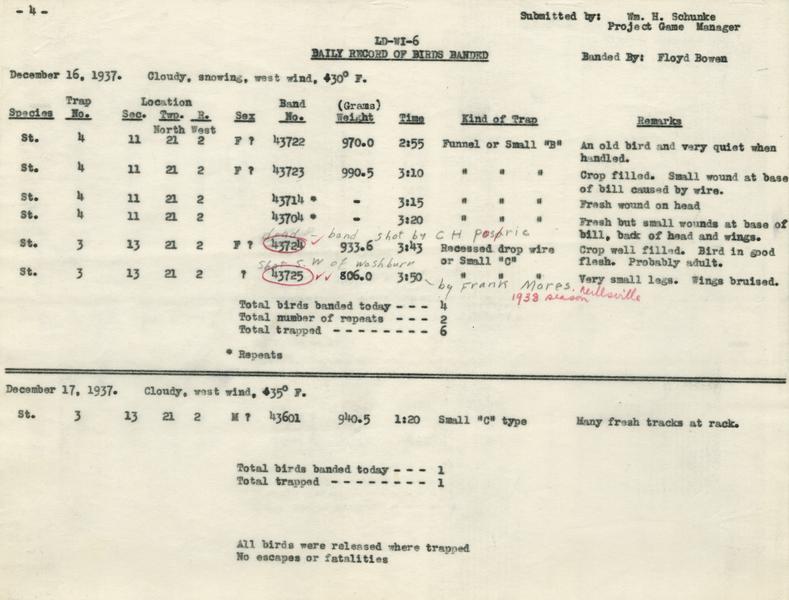 - 4 -
Submitted by: Wm. H. Schunke
Project Game Manager
LD-WI-6
DAILY RECORD OF BIRDS BANDED
Banded By: Floyd Bowen
December 16, 1937. Cloudy, snowing, west wind, +30° F.
Trap Location Band (Grams)
Species No. Sec. Twp. R. Sex No. Weight Time Kind of Trap Remarks
North West
St. 4 11 21 2 F ? 43722 970.0 2:55 Funnel or Small "B" An old bird and very quiet when
handled.
St. 4 11 21 2 F ? 43723 990.5 3:10 " " " Crop filled. Small wound at base
of bill caused by wire.
St. 4 11 21 2 43714 * - 3:15 " " " Fresh wound on head
St. 4 11 21 2 43704 * - 3:20 " " " Fresh but small wounds at base of
bill, back of head and wings.
dead - band shot by C H
St. 3 13 21 2 F ? 43724 ✓ 933.6 3:43 Recessed drop wire Crop well filled. Bird in good
or Small "C" flesh. Probably adult.
shot S. W of Washburn
St. 3 13 21 2 ? 43725 ✓✓ 806.0 3:50 " " " Very small legs. Wings bruised.
by Frank Mores. Neillsville
1938 season
Total birds banded today - - - 4
Total number of repeats - - - 2
Total trapped - - - - - - - - 6
* Repeats
December 17, 1937. Cloudy, west wind, +35° F.
St. 3 13 21 2 M ? 43601 940.5 1:20 Small "C" type Many fresh tracks at rack.
Total birds banded today - - - 1
Total trapped - - - - - - - - 1
All birds were released where trapped
No escapes or fatalities